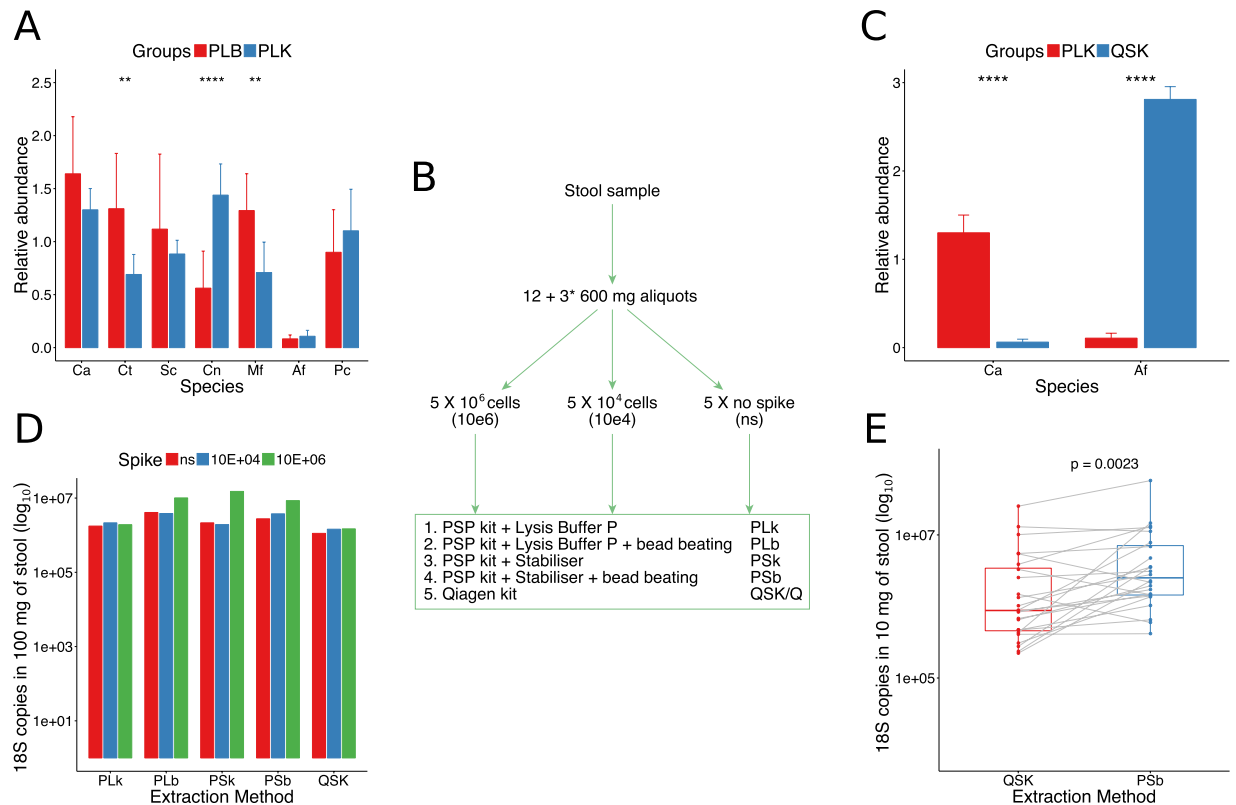 A
Groups PLB PLK
2.5
2.0
1.5
1.0
0.5
0.0
** **** **
Relative abundance
Ca Ct Sc Cn Mf Af Pc
Species
B
Stool sample
12 + 3* 600 mg aliquots
5 X 10⁶ cells
(10e6)
5 X 10⁴ cells
(10e4)
5 X no spike
(ns)
1. PSP kit + Lysis Buffer P PLk
2. PSP kit + Lysis Buffer P + bead beating PLb
3. PSP kit + Stabiliser PSk
4. PSP kit + Stabiliser + bead beating PSb
5. Qiagen kit QSK/Q
C
Groups PLK QSK
3
2
1
0
**** ****
Relative abundance
Ca Af
Species
D
Spike ns 10E+04 10E+06
1e+07
1e+05
1e+03
1e+01
18S copies in 100 mg of stool (log₁₀)
PLk PLb PSk PSb QSK
Extraction Method
E
p = 0.0023
1e+07
1e+05
18S copies in 10 mg of stool (log₁₀)
QSK PSb
Extraction Method